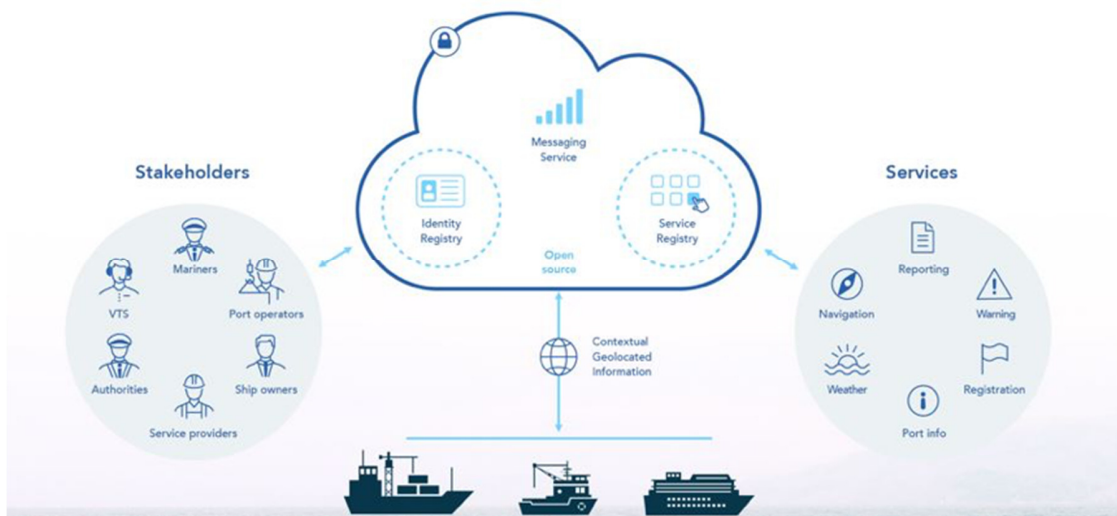 Messaging
Service
Stakeholders
Services
Identity
Registry
Service
Registry
Open
source
Mariners
VTS
Port operators
Authorities
Ship owners
Service providers
Contextual
Geolocated
Information
Reporting
Navigation
Warning
Weather
Registration
Port info